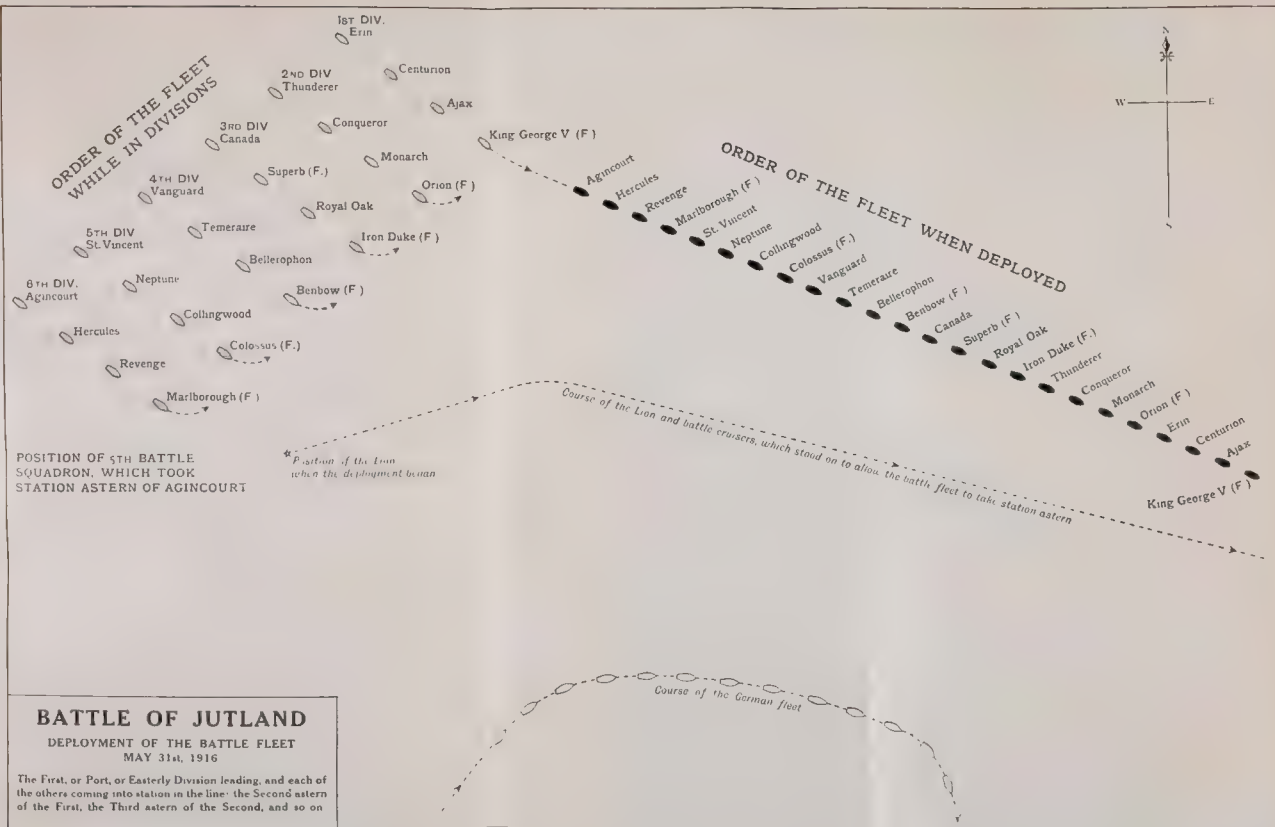 ORDER OF THE FLEET
WHILE IN DIVISIONS
1ST DIV.
Erin
Centurion
Ajax
King George V (F)
2ND DIV
Thunderer
Conqueror
Monarch
Orion (F)
3RD DIV
Canada
Superb (F.)
Royal Oak
Iron Duke (F)
4TH DIV
Vanguard
Temeraire
Bellerophon
Benbow (F)
5TH DIV
St. Vincent
Neptune
Collingwood
Colossus (F.)
6TH DIV.
Agincourt
Hercules
Revenge
Marlborough (F)
N
W
E
S
ORDER OF THE FLEET WHEN DEPLOYED
Agincourt
Hercules
Revenge
Marlborough (F)
St. Vincent
Neptune
Collingwood
Colossus (F.)
Vanguard
Temeraire
Bellerophon
Benbow (F)
Canada
Superb (F)
Royal Oak
Iron Duke (F.)
Thunderer
Conqueror
Monarch
Orion (F)
Erin
Centurion
Ajax
King George V (F)
POSITION OF 5TH BATTLE
SQUADRON, WHICH TOOK
STATION ASTERN OF AGINCOURT
Position of the Lion
when the deployment began
Course of the Lion and battle cruisers, which stood on to allow the battle fleet to take station astern
Course of the German fleet
BATTLE OF JUTLAND
DEPLOYMENT OF THE BATTLE FLEET
MAY 31st, 1916
The First, or Port, or Easterly Division leading, and each of
the others coming into station in the line: the Second astern
of the First, the Third astern of the Second, and so on